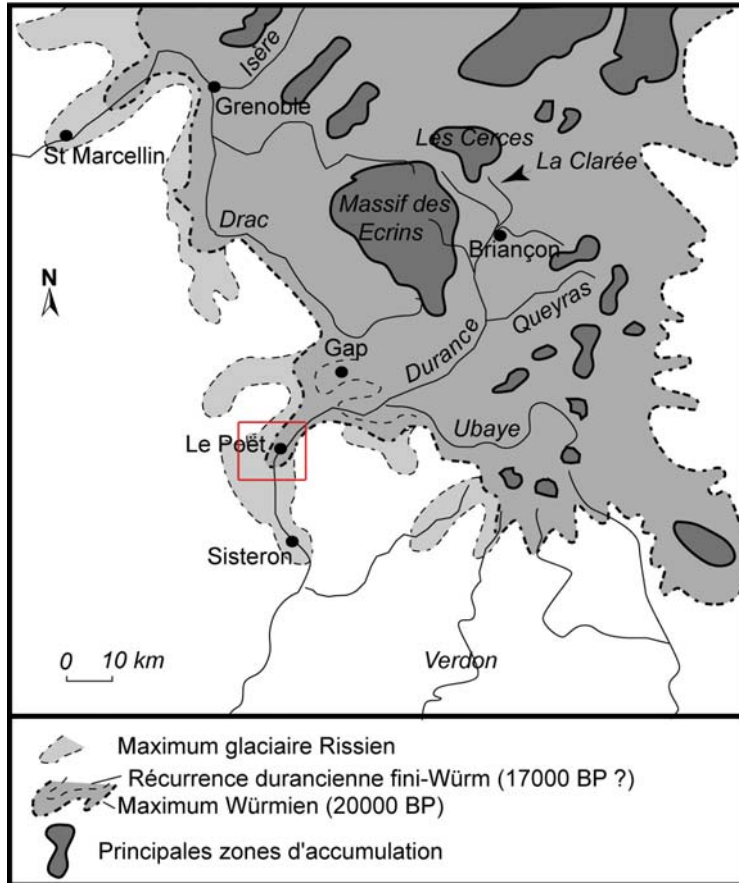 Isère
Grenoble
St Marcellin
Les Cerces
La Clarée
Massif des
Ecrins
Drac
Briançon
N
Queyras
Gap
Durance
Ubaye
Le Poët
Sisteron
0 10 km
Verdon
Maximum glaciaire Rissien
Récurrence durancienne fini-Würm (17000 BP ?)
Maximum Würmien (20000 BP)
Principales zones d'accumulation